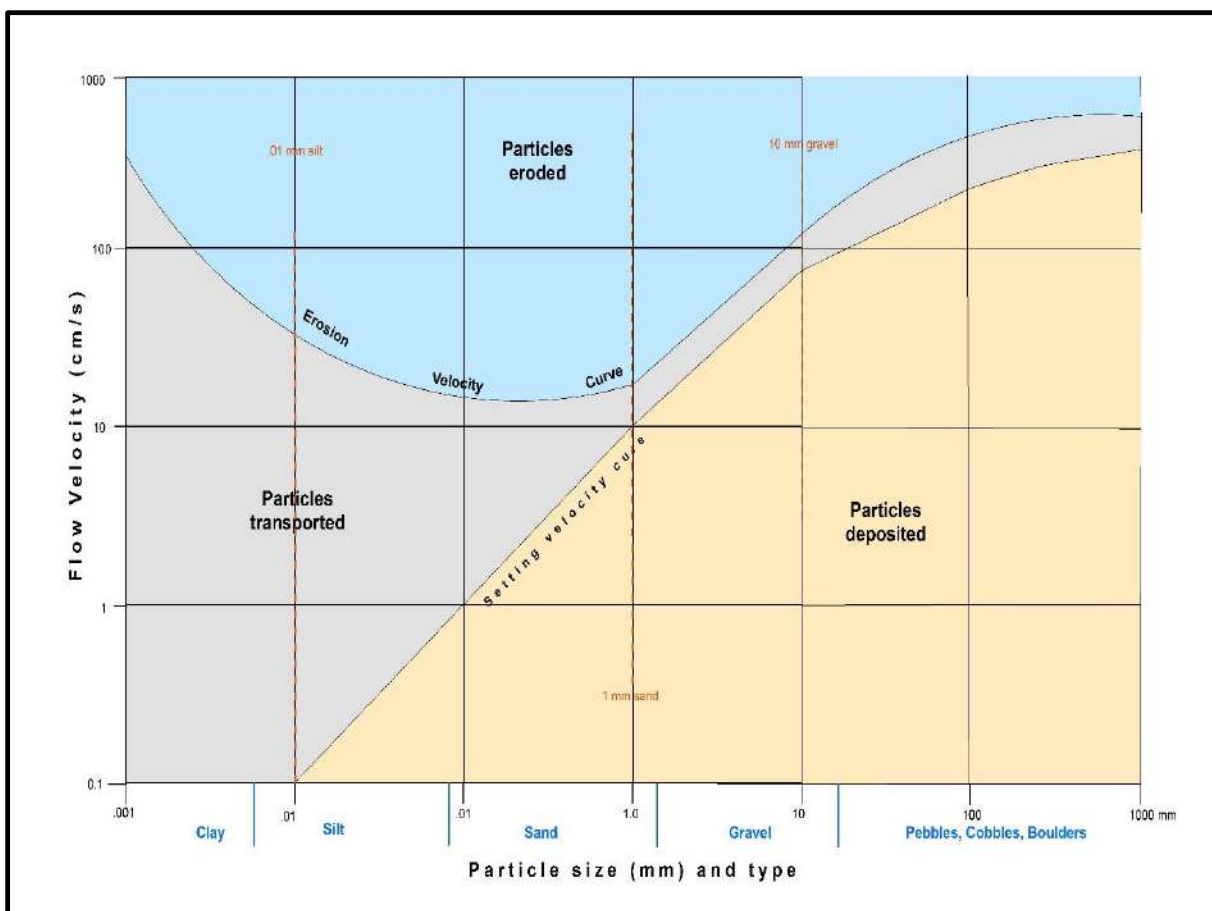 1000
100
10
1
0.1
Flow Velocity (cm/s)
.01 mm silt
Particles
eroded
10 mm gravel
Erosion
Velocity
Curve
Particles
transported
Setting velocity cure
Particles
deposited
1 mm sand
.001
.01
.01
1.0
10
100
1000 mm
Clay
Silt
Sand
Gravel
Pebbles, Cobbles, Boulders
Particle size (mm) and type